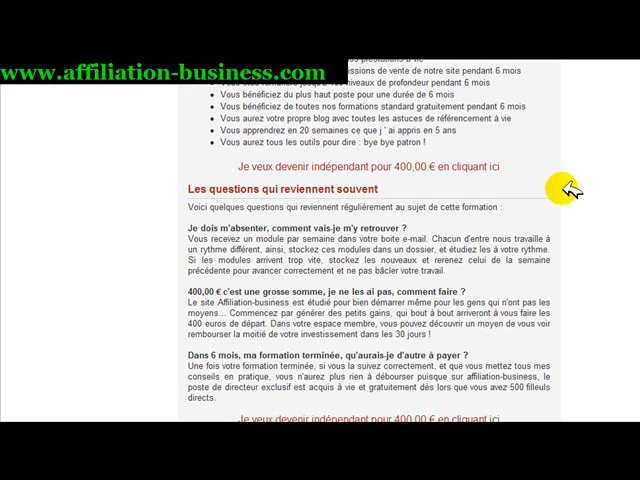 www.affiliation-business.com
prestations à vie
missions de vente de notre site pendant 6 mois
niveaux de profondeur pendant 6 mois
Vous bénéficiez du plus haut poste pour une durée de 6 mois
Vous bénéficiez de toutes nos formations standard gratuitement pendant 6 mois
Vous aurez votre propre blog avec toutes les astuces de référencement à vie
Vous apprendrez en 20 semaines ce que j ' ai appris en 5 ans
Vous aurez tous les outils pour dire : bye bye patron !
Je veux devenir indépendant pour 400,00 € en cliquant ici
Les questions qui reviennent souvent
Voici quelques questions qui reviennent régulièrement au sujet de cette formation :
Je dois m'absenter, comment vais-je m'y retrouver ?
Vous recevez un module par semaine dans votre boite e-mail. Chacun d'entre nous travaille à
un rythme différent, ainsi, stockez ces modules dans un dossier, et étudiez les à votre rythme.
Si les modules arrivent trop vite, stockez les nouveaux et rerenez celui de la semaine
précédente pour avancer correctement et ne pas bâcler votre travail.
400,00 € c'est une grosse somme, je ne les ai pas, comment faire ?
Le site Affiliation-business est étudié pour bien démarrer même pour les gens qui n'ont pas les
moyens... Commencez par générer des petits gains, qui bout à bout arriveront à vous faire les
400 euros de départ. Dans votre espace membre, vous pouvez découvrir un moyen de vous voir
rembourser la moitié de votre investissement dans les 30 jours !
Dans 6 mois, ma formation terminée, qu'aurais-je d'autre à payer ?
Une fois votre formation terminée, si vous la suivez correctement, et que vous mettez tous mes
conseils en pratique, vous n'aurez plus rien à débourser puisque sur affiliation-business, le
poste de directeur exclusif est acquis à vie et gratuitement dès lors que vous avez 500 filleuls
directs.
Je veux devenir indépendant pour 400,00 € en cliquant ici